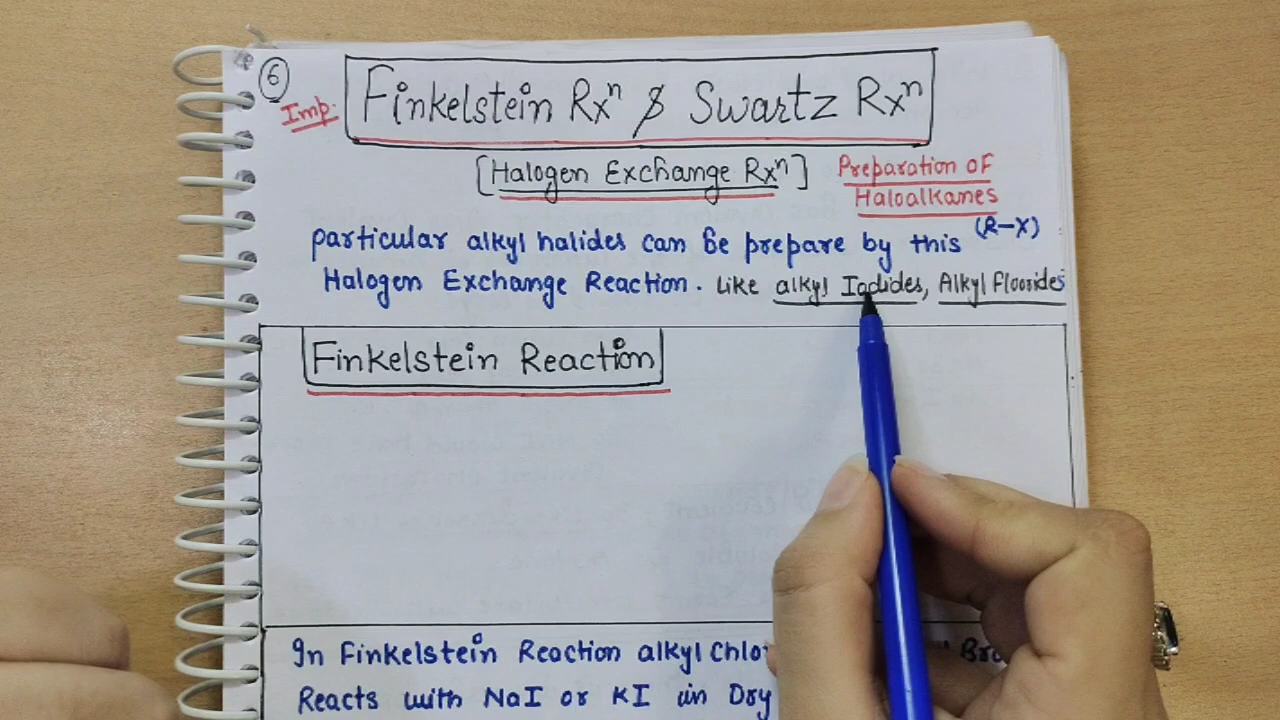 6
Imp.
Finkelstein Rxⁿ & Swartz Rxⁿ
[Halogen Exchange Rxⁿ]
Preparation of
Haloalkanes
(R-X)
particular alkyl halides can be prepare by this
Halogen Exchange Reaction. Like alkyl Iodides, Alkyl Floorides
Finkelstein Reaction
In Finkelstein Reaction alkyl
Reacts with NaI or KI in Dry